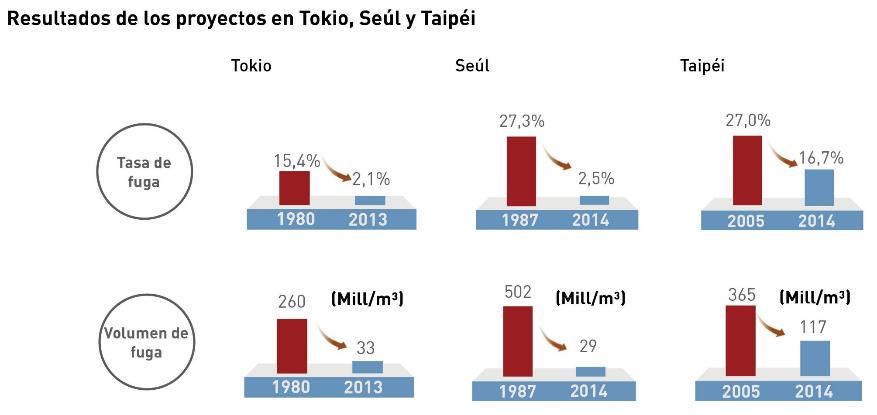 Resultados de los proyectos en Tokio, Seúl y Taipéi
Tokio
Seúl
Taipéi
Tasa de
fuga
15,4%
2,1%
1980 2013
27,3%
2,5%
1987 2014
27,0%
16,7%
2005 2014
Volumen de
fuga
260
(Mill/m³)
33
1980 2013
502
(Mill/m³)
29
1987 2014
365
(Mill/m³)
117
2005 2014